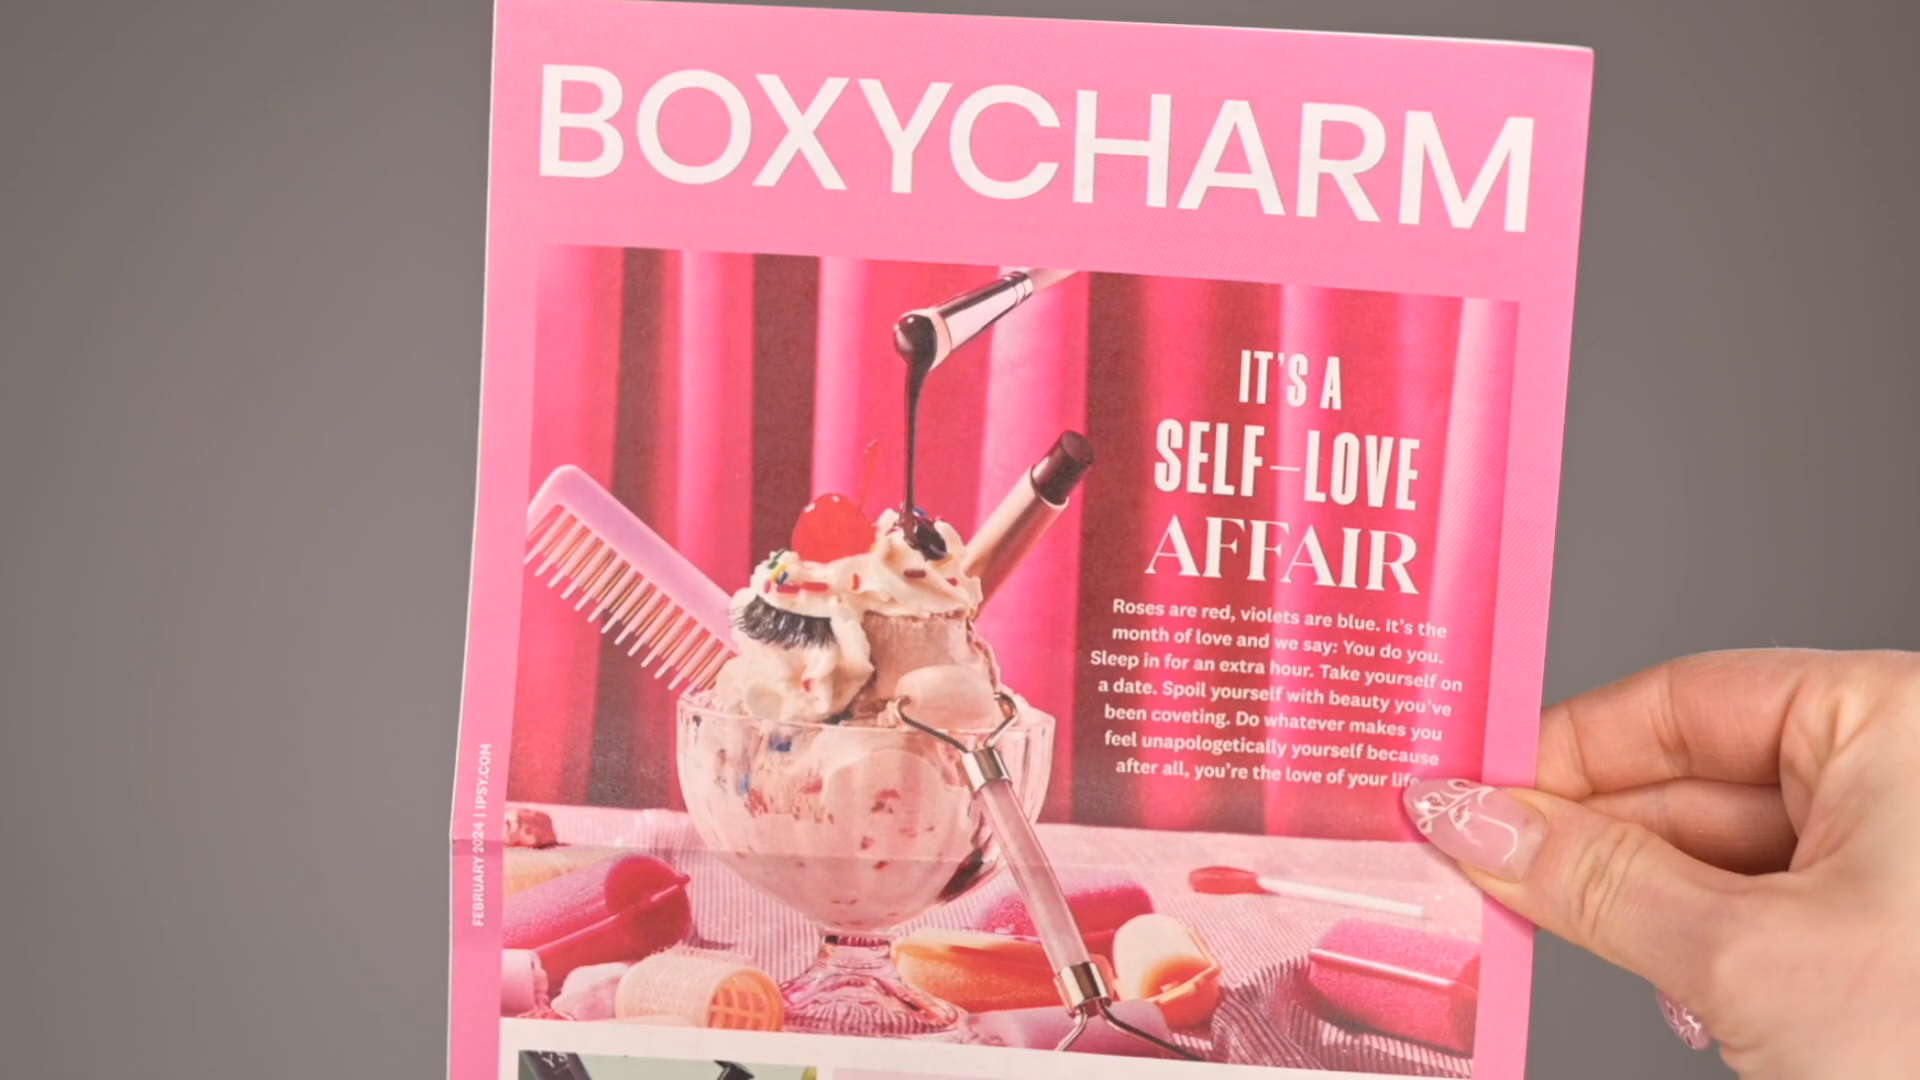 BOXYCHARM
IT'S A
SELF–LOVE
AFFAIR
Roses are red, violets are blue. It's the
month of love and we say: You do you.
Sleep in for an extra hour. Take yourself on
a date. Spoil yourself with beauty you've
been coveting. Do whatever makes you
feel unapologetically yourself because
after all, you're the love of your life
FEBRUARY 2024 | IPSY.COM